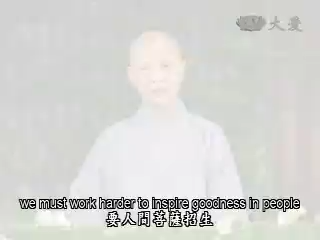 大愛
we must work harder to inspire goodness in people
要人間菩薩招生